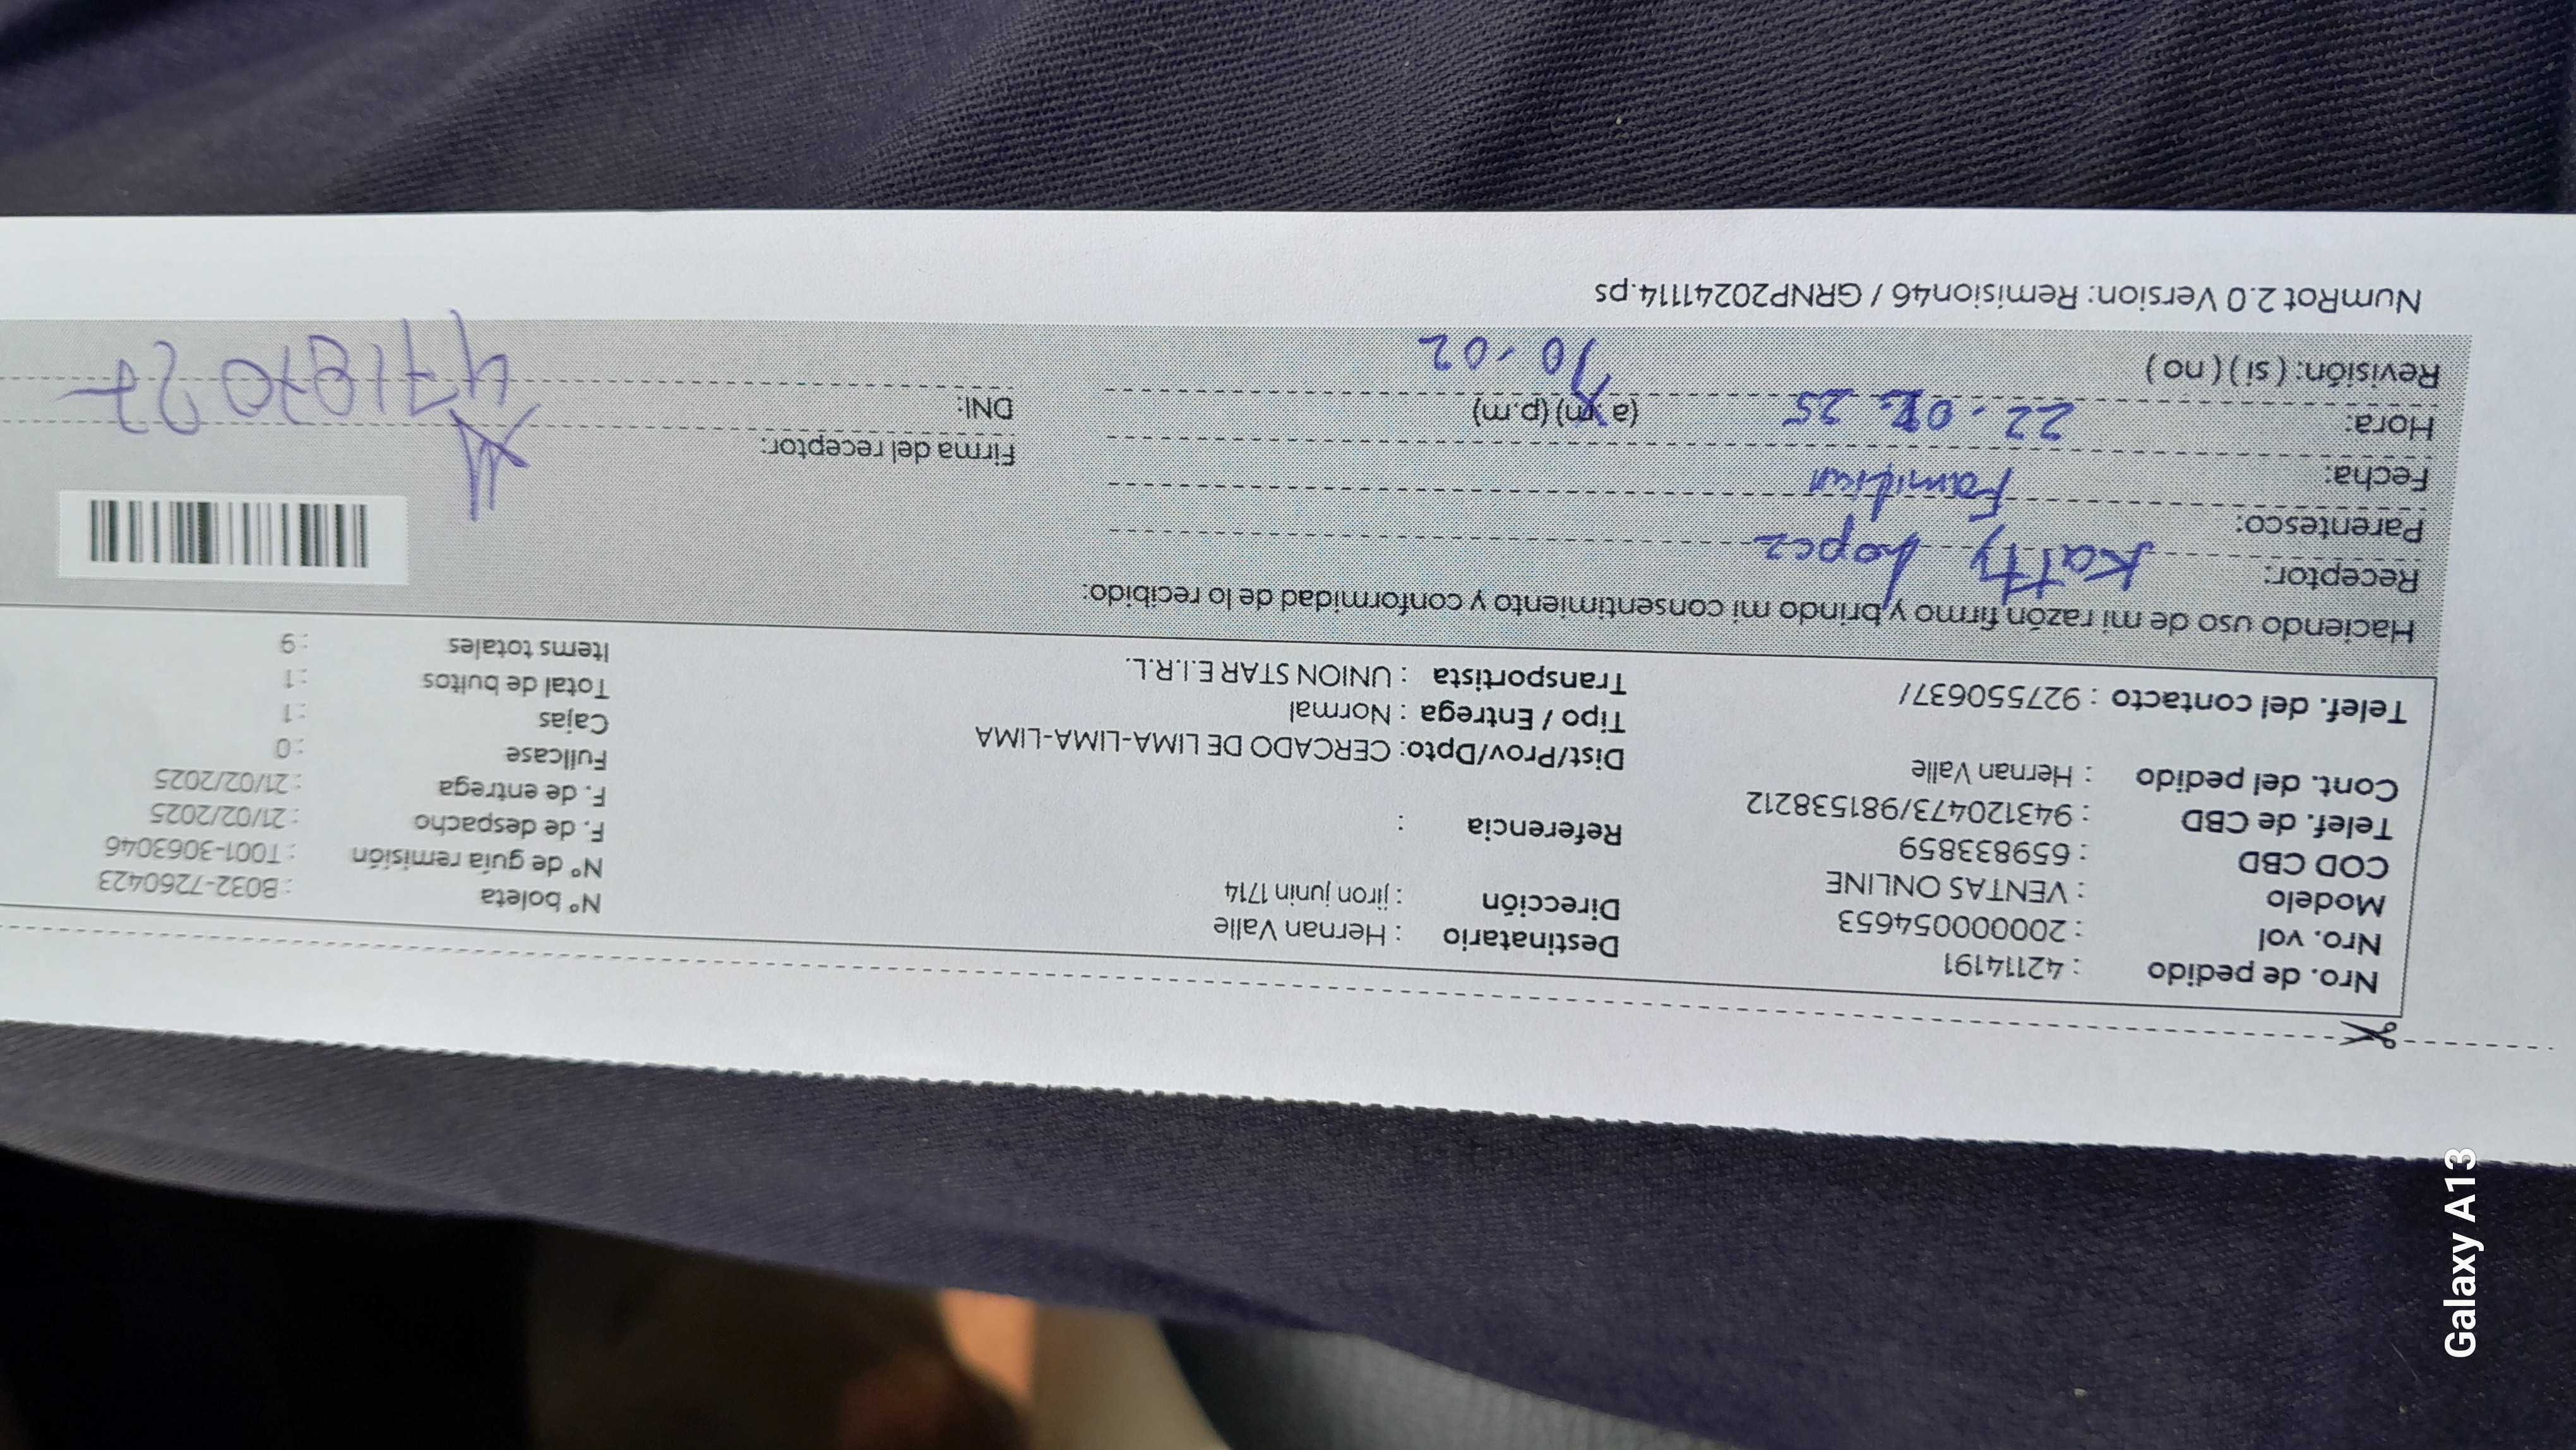 Nro. de pedido : 42114191
Nro. vol : 2000000054653
Modelo : VENTAS ONLINE
COD CBD : 659833859
Telef. de CBD : 943120473/981538212
Cont. del pedido : Hernan Valle
Telef. del contacto : 927550637/
Destinatario : Hernan Valle
Dirección : jiron junin 1714
Referencia :
Dist/Prov/Dpto: CERCADO DE LIMA-LIMA-LIMA
Tipo / Entrega : Normal
Transportista : UNION STAR E.I.R.L.
N° boleta : B032-7260423
N° de guía remisión : T001-3063046
F. de despacho : 21/02/2025
F. de entrega : 21/02/2025
Fullcase : 0
Cajas : 1
Total de bultos : 1
Items totales : 9
Haciendo uso de mi razón firmo y brindo mi consentimiento y conformidad de lo recibido:
Receptor: Katty Lopez
Parentesco: Familiar
Fecha: 22.02.25
Hora: (a.m) (p.m) 10.02
Revisión: ( si ) ( no )
Firma del receptor:
DNI:
NumRot 2.0 Version: Remision46 / GRNP20241114.ps
Galaxy A13